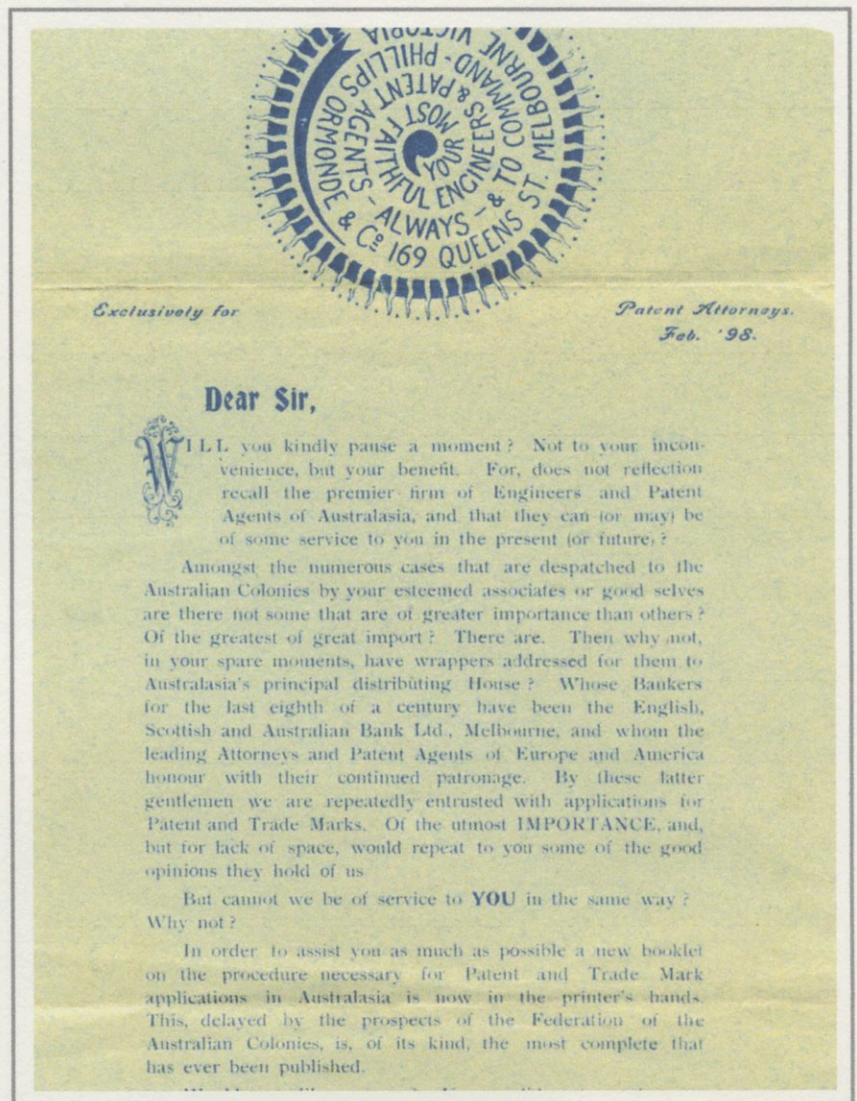 YOUR MOST FAITHFUL ENGINEERS & PATENT AGENTS - ALWAYS - & TO COMMAND - PHILLIPS ORMONDE & Co 169 QUEENS ST. MELBOURNE VICTORIA
Exclusively for
Patent Attorneys.
Feb. '98.
Dear Sir,
WILL you kindly pause a moment? Not to your incon-
venience, but your benefit. For, does not reflection
recall the premier firm of Engineers and Patent
Agents of Australasia, and that they can (or may) be
of some service to you in the present (or future)?
Amongst the numerous cases that are despatched to the
Australian Colonies by your esteemed associates or good selves
are there not some that are of greater importance than others?
Of the greatest of great import? There are. Then why not,
in your spare moments, have wrappers addressed for them to
Australasia's principal distributing House? Whose Bankers
for the last eighth of a century have been the English,
Scottish and Australian Bank Ltd., Melbourne, and whom the
leading Attorneys and Patent Agents of Europe and America
honour with their continued patronage. By these latter
gentlemen we are repeatedly entrusted with applications for
Patent and Trade Marks. Of the utmost IMPORTANCE, and,
but for lack of space, would repeat to you some of the good
opinions they hold of us
But cannot we be of service to YOU in the same way?
Why not?
In order to assist you as much as possible a new booklet
on the procedure necessary for Patent and Trade Mark
applications in Australasia is now in the printer's hands.
This, delayed by the prospects of the Federation of the
Australian Colonies, is, of its kind, the most complete that
has ever been published.